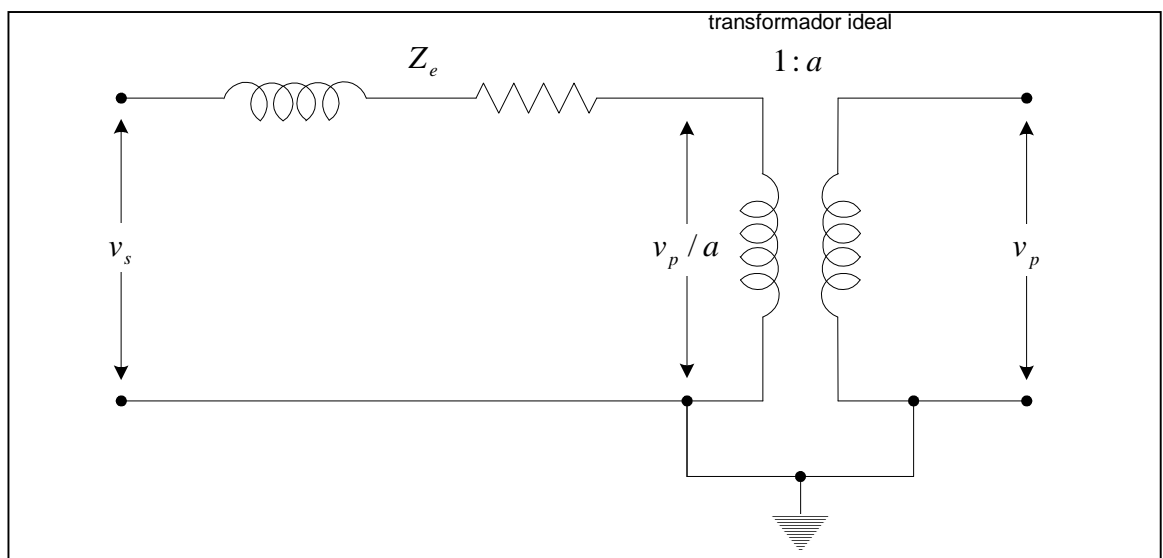 transformador ideal
Z_e
1 : a
v_s
v_p / a
v_p